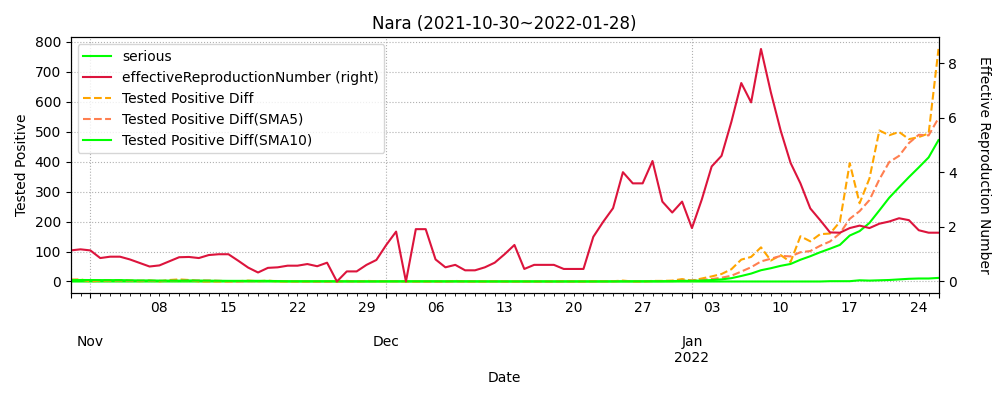 Nara (2021-10-30~2022-01-28)
serious
effectiveReproductionNumber (right)
Tested Positive Diff
Tested Positive Diff(SMA5)
Tested Positive Diff(SMA10)
Tested Positive
800
700
600
500
400
300
200
100
0
8
6
4
2
0
Effective Reproduction Number
08 15 22 29 06 13 20 27 03 10 17 24
Nov Dec Jan
2022
Date